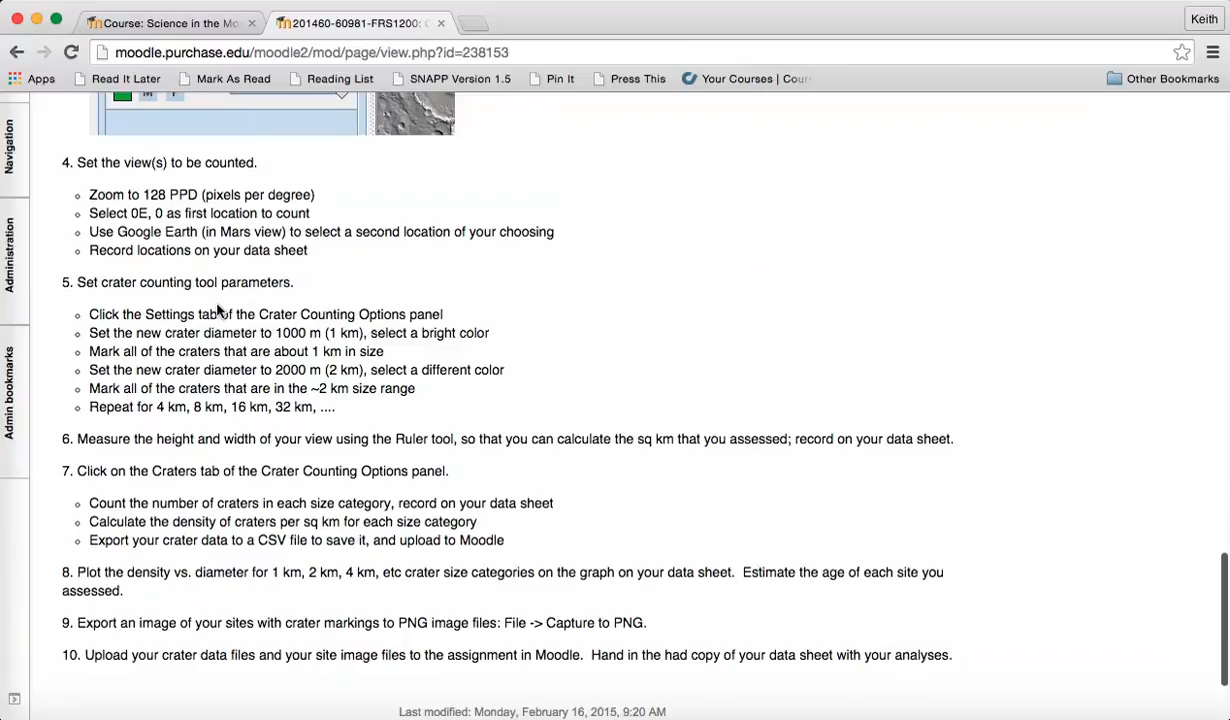 Course: Science in the Mo
201460-60981-FRS1200: C
Keith
moodle.purchase.edu/moodle2/mod/page/view.php?id=238153
Apps Read It Later Mark As Read Reading List SNAPP Version 1.5 Pin It Press This Your Courses | Cour Other Bookmarks
Navigation
Administration
Admin bookmarks
4. Set the view(s) to be counted.
Zoom to 128 PPD (pixels per degree)
Select 0E, 0 as first location to count
Use Google Earth (in Mars view) to select a second location of your choosing
Record locations on your data sheet
5. Set crater counting tool parameters.
Click the Settings tab of the Crater Counting Options panel
Set the new crater diameter to 1000 m (1 km), select a bright color
Mark all of the craters that are about 1 km in size
Set the new crater diameter to 2000 m (2 km), select a different color
Mark all of the craters that are in the ~2 km size range
Repeat for 4 km, 8 km, 16 km, 32 km, ....
6. Measure the height and width of your view using the Ruler tool, so that you can calculate the sq km that you assessed; record on your data sheet.
7. Click on the Craters tab of the Crater Counting Options panel.
Count the number of craters in each size category, record on your data sheet
Calculate the density of craters per sq km for each size category
Export your crater data to a CSV file to save it, and upload to Moodle
8. Plot the density vs. diameter for 1 km, 2 km, 4 km, etc crater size categories on the graph on your data sheet. Estimate the age of each site you
assessed.
9. Export an image of your sites with crater markings to PNG image files: File -> Capture to PNG.
10. Upload your crater data files and your site image files to the assignment in Moodle. Hand in the had copy of your data sheet with your analyses.
Last modified: Monday, February 16, 2015, 9:20 AM